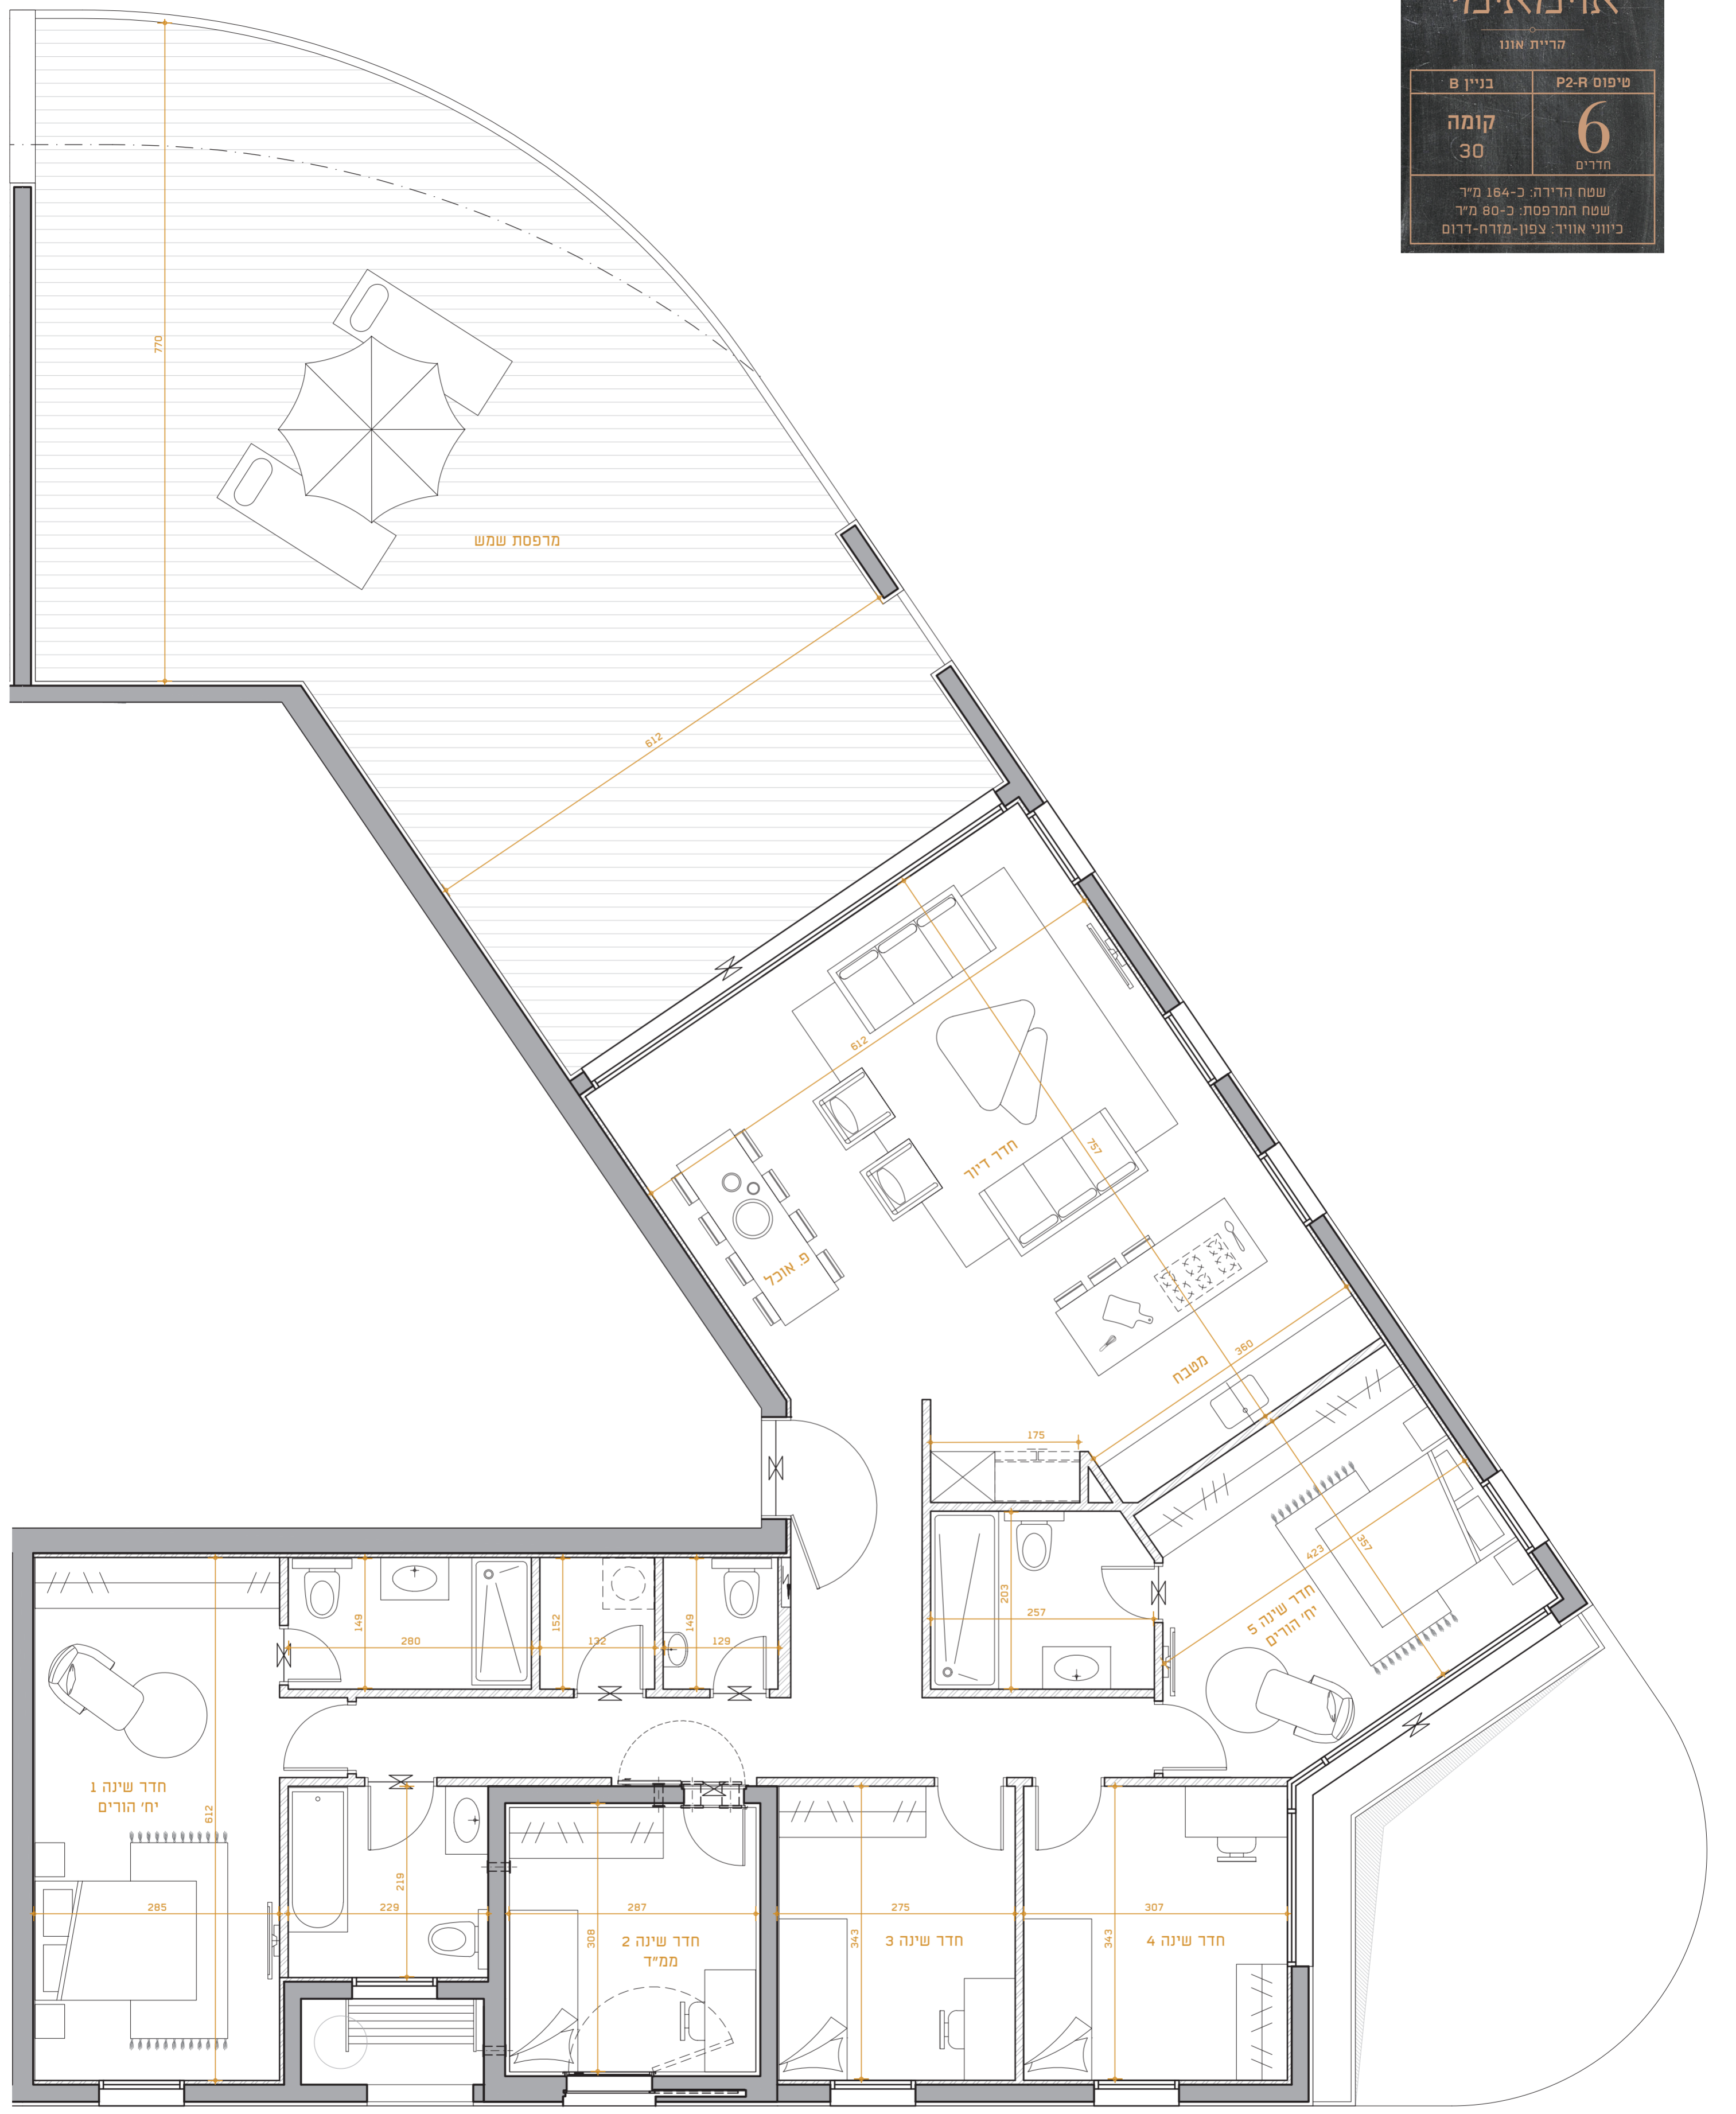 קריית אונו
טיפוס P2-R
בניין B
6
חדרים
קומה
30
שטח הדירה: כ-164 מ״ר
שטח המרפסת: כ-80 מ״ר
כיווני אוויר: צפון-מזרח-דרום
770
מרפסת שמש
612
612
חדר דיור
757
פ. אוכל
מטבח
360
175
203
257
423
357
חדר שינה 5
יח׳ הורים
149
280
152
132
149
129
חדר שינה 1
יח׳ הורים
612
285
219
229
308
287
חדר שינה 2
ממ״ד
343
275
חדר שינה 3
343
307
חדר שינה 4